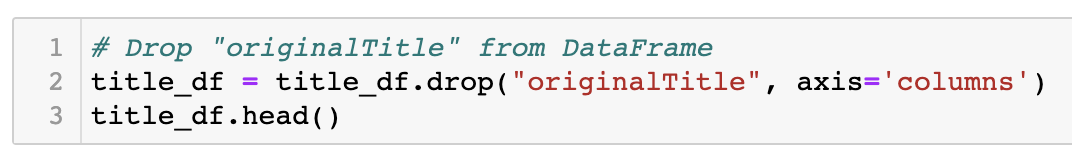 1 # Drop "originalTitle" from DataFrame
2 title_df = title_df.drop("originalTitle", axis='columns')
3 title_df.head()